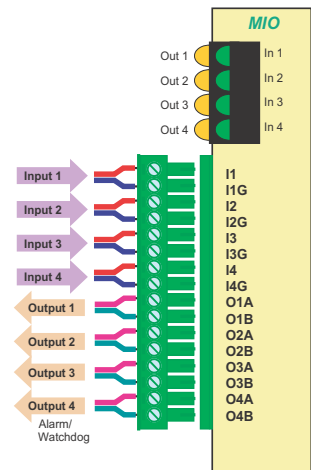 MIO
Out 1 In 1
Out 2 In 2
Out 3 In 3
Out 4 In 4
Input 1 I1
I1G
Input 2 I2
I2G
Input 3 I3
I3G
Input 4 I4
I4G
Output 1 O1A
O1B
Output 2 O2A
O2B
Output 3 O3A
O3B
Output 4 O4A
O4B
Alarm/
Watchdog